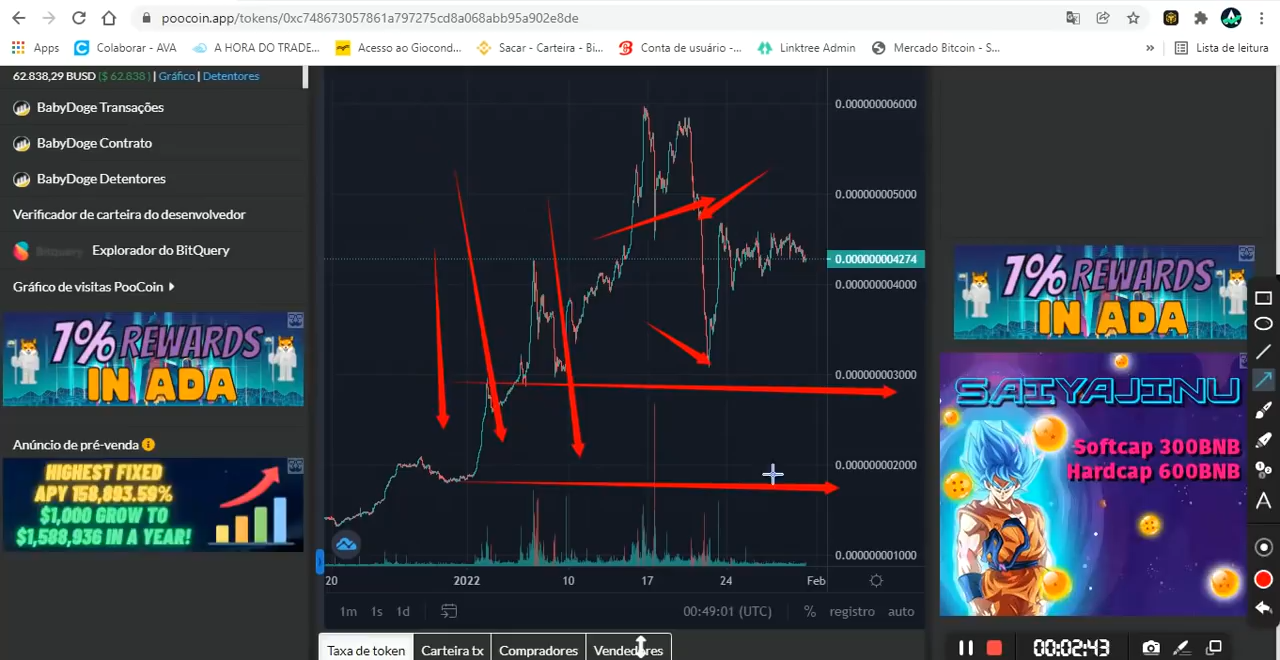 poocoin.app/tokens/0xc748673057861a797275cd8a068abb95a902e8de
Apps
Colaborar - AVA
A HORA DO TRADE...
Acesso ao Giocond...
Sacar - Carteira - Bi...
Conta de usuário -...
Linktree Admin
Mercado Bitcoin - S...
»
Lista de leitura
62.838,29 BUSD ($ 62.838 ) | Gráfico | Detentores
BabyDoge Transações
BabyDoge Contrato
BabyDoge Detentores
Verificador de carteira do desenvolvedor
Bitquery Explorador do BitQuery
Gráfico de visitas PooCoin
7% REWARDS
IN ADA
Anúncio de pré-venda
HIGHEST FIXED
APY 158,893.59%
$1,000 GROW TO
$1,588,936 IN A YEAR!
0.000000006000
0.000000005000
0.000000004274
0.000000004000
0.000000003000
0.000000002000
0.000000001000
20 2022 10 17 24 Feb
1m 1s 1d
00:49:01 (UTC)
% registro auto
Taxa de token
Carteira tx
Compradores
Vendedores
7% REWARDS
IN ADA
SAIYAJINU
Softcap 300BNB
Hardcap 600BNB
A
00:02:43